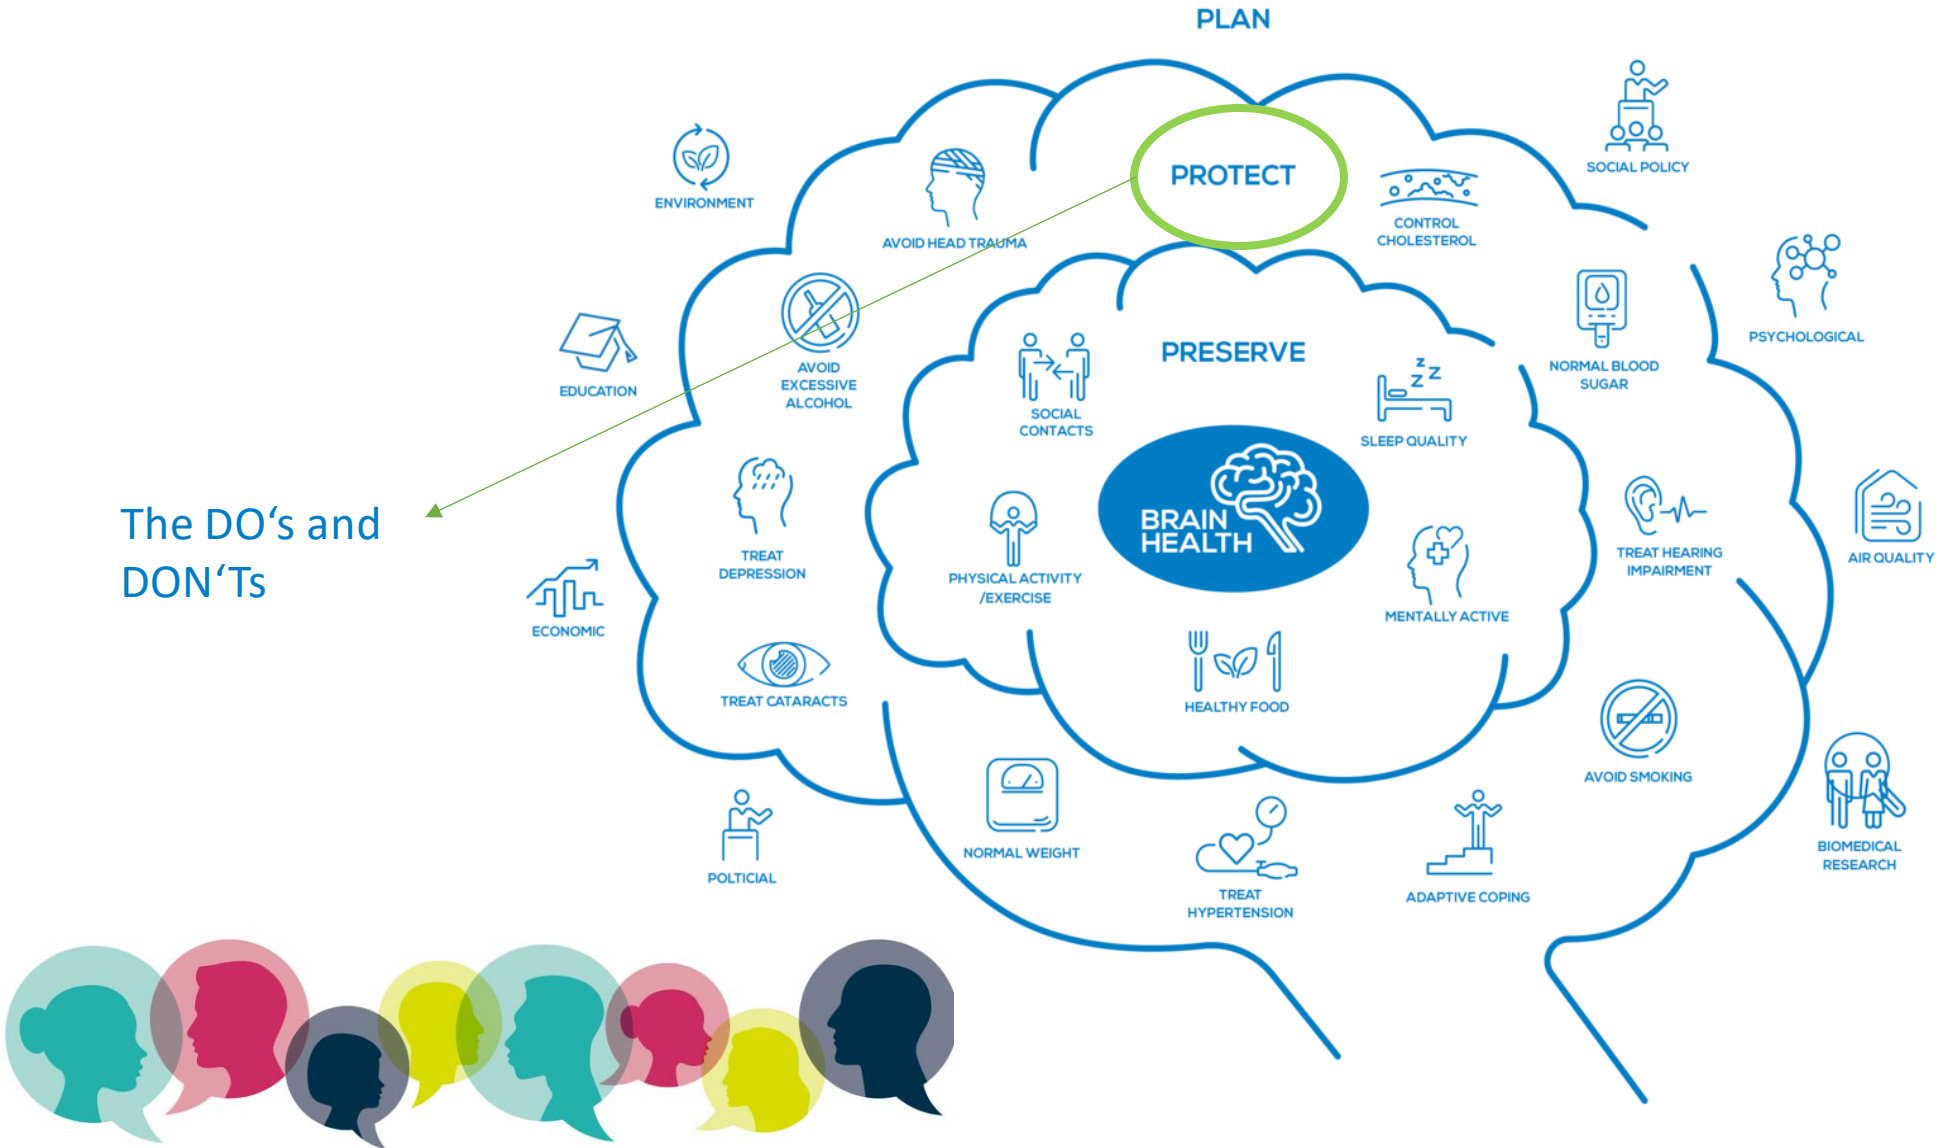 PLAN
SOCIAL POLICY
PROTECT
ENVIRONMENT
CONTROL
CHOLESTEROL
AVOID HEAD TRAUMA
PSYCHOLOGICAL
PRESERVE
NORMAL BLOOD
SUGAR
EDUCATION
AVOID
EXCESSIVE
ALCOHOL
SOCIAL
CONTACTS
z
z z
SLEEP QUALITY
The DO‘s and
DON‘Ts
BRAIN
HEALTH
TREAT
DEPRESSION
TREAT HEARING
IMPAIRMENT
AIR QUALITY
PHYSICAL ACTIVITY
/EXERCISE
MENTALLY ACTIVE
ECONOMIC
TREAT CATARACTS
HEALTHY FOOD
AVOID SMOKING
NORMAL WEIGHT
BIOMEDICAL
RESEARCH
POLTICIAL
TREAT
HYPERTENSION
ADAPTIVE COPING